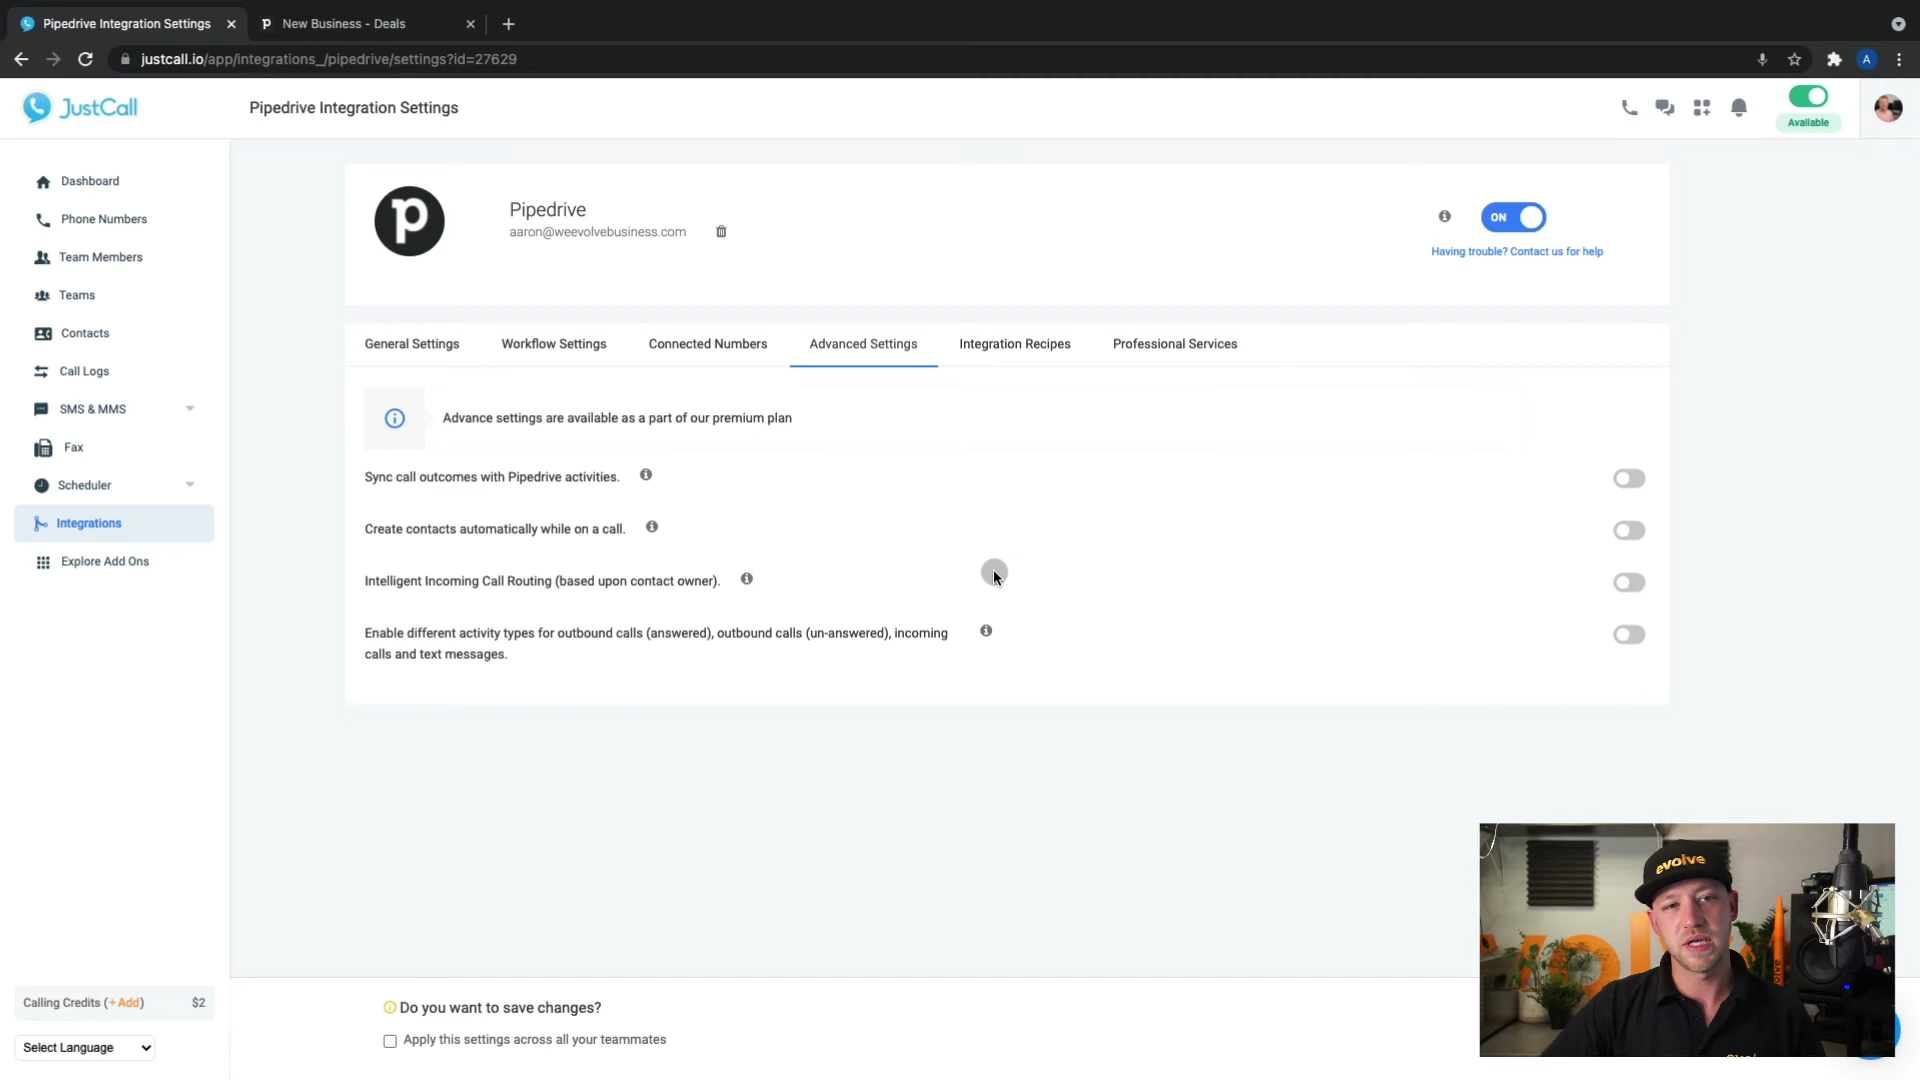 Pipedrive Integration Settings
New Business - Deals
justcall.io/app/integrations_/pipedrive/settings?id=27629
A
JustCall
Pipedrive Integration Settings
Available
Dashboard
Phone Numbers
Team Members
Teams
Contacts
Call Logs
SMS & MMS
Fax
Scheduler
Integrations
Explore Add Ons
Calling Credits (+Add) $2
Select Language
p
Pipedrive
aaron@weevolvebusiness.com
ON
Having trouble? Contact us for help
General Settings
Workflow Settings
Connected Numbers
Advanced Settings
Integration Recipes
Professional Services
Advance settings are available as a part of our premium plan
Sync call outcomes with Pipedrive activities.
Create contacts automatically while on a call.
Intelligent Incoming Call Routing (based upon contact owner).
Enable different activity types for outbound calls (answered), outbound calls (un-answered), incoming
calls and text messages.
Do you want to save changes?
Apply this settings across all your teammates
evolve